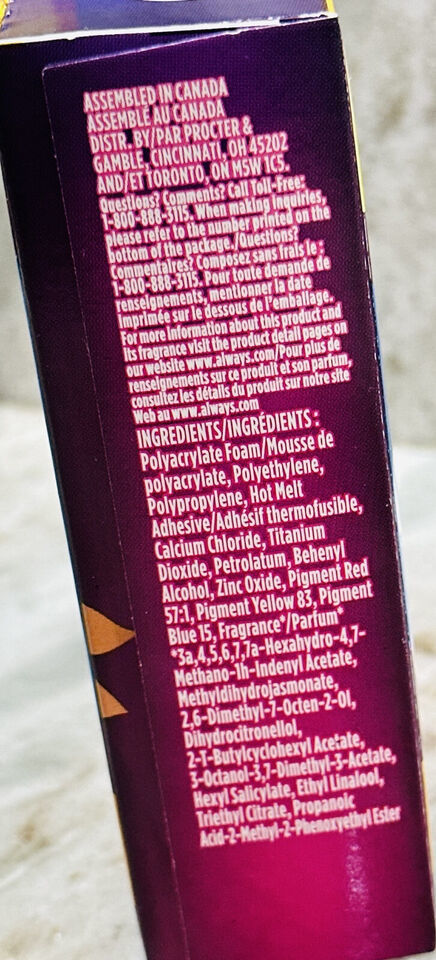 ASSEMBLED IN CANADA
ASSEMBLÉ AU CANADA
DISTR. BY/PAR PROCTER &
GAMBLE, CINCINNATI, OH 45202
AND/ET TORONTO, ON M5W 1C5.
Questions? Comments? Call Toll-Free:
1-800-888-3115. When making inquiries,
please refer to the number printed on the
bottom of the package./Questions?
Commentaires? Composez sans frais le :
1-800-888-3115. Pour toute demande de
renseignements, mentionner la date
imprimée sur le dessous de l'emballage.
For more information about this product and
its fragrance visit the product detail pages on
our website www.always.com/Pour plus de
renseignements sur ce produit et son parfum,
consultez les détails du produit sur notre site
Web au www.always.com
INGREDIENTS/INGRÉDIENTS :
Polyacrylate Foam/Mousse de
polyacrylate, Polyethylene,
Polypropylene, Hot Melt
Adhesive/Adhésif thermofusible,
Calcium Chloride, Titanium
Dioxide, Petrolatum, Behenyl
Alcohol, Zinc Oxide, Pigment Red
57:1, Pigment Yellow 83, Pigment
Blue 15, Fragrance*/Parfum*
*3a,4,5,6,7,7a-Hexahydro-4,7-
Methano-1h-Indenyl Acetate,
Methyldihydrojasmonate,
2,6-Dimethyl-7-Octen-2-Ol,
Dihydrocitronellol,
2-T-Butylcyclohexyl Acetate,
3-Octanol-3,7-Dimethyl-3-Acetate,
Hexyl Salicylate, Ethyl Linalool,
Triethyl Citrate, Propanoic
Acid-2-Methyl-2-Phenoxyethyl Ester